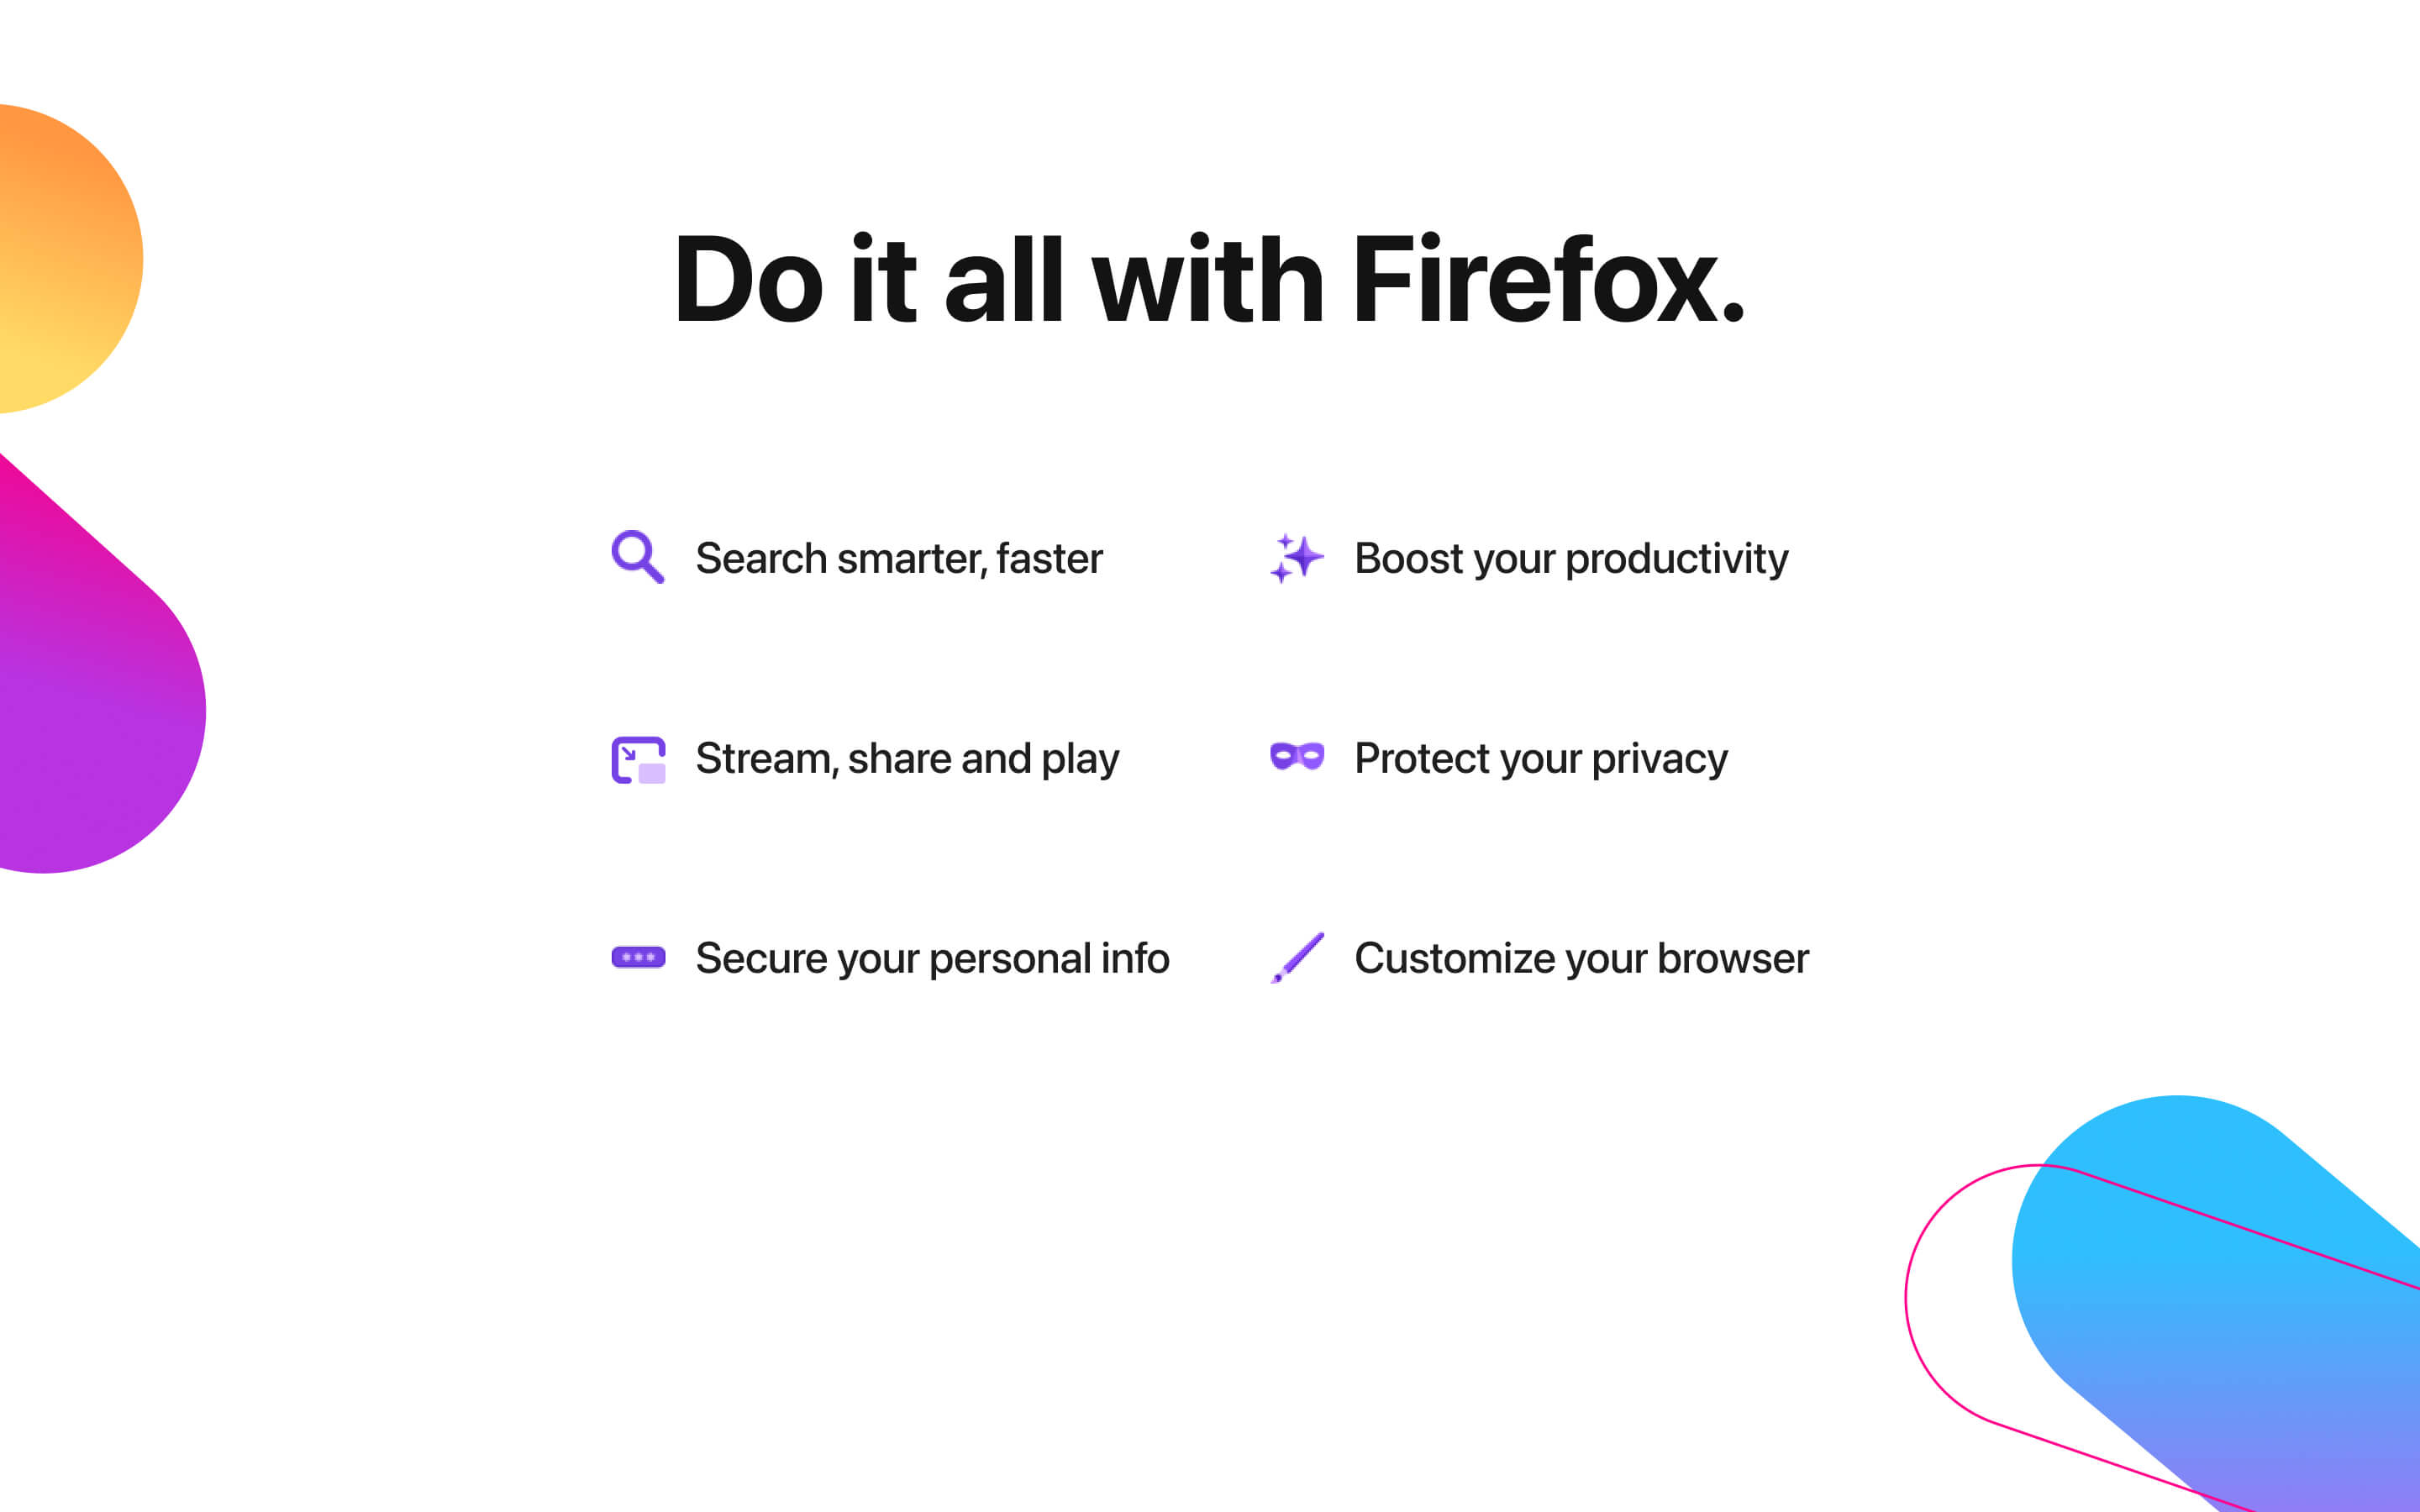 Do it all with Firefox.
Search smarter, faster
Boost your productivity
Stream, share and play
Protect your privacy
Secure your personal info
Customize your browser